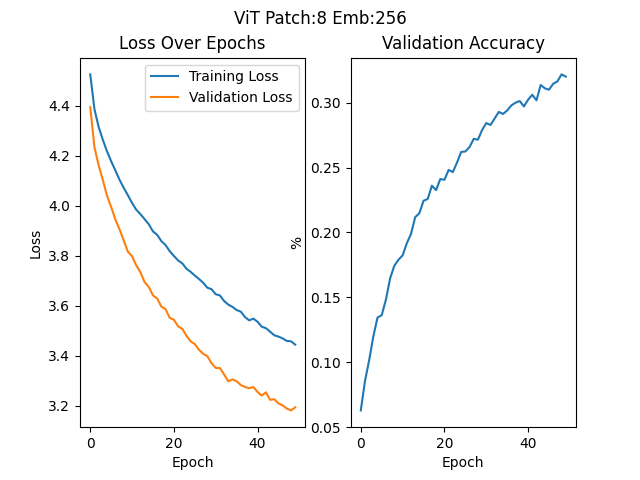 ViT Patch:8 Emb:256
Loss Over Epochs
Training Loss
Validation Loss
4.4
4.2
4.0
3.8
3.6
3.4
3.2
Loss
0
20
40
Epoch
Validation Accuracy
0.30
0.25
0.20
0.15
0.10
0.05
%
0
20
40
Epoch